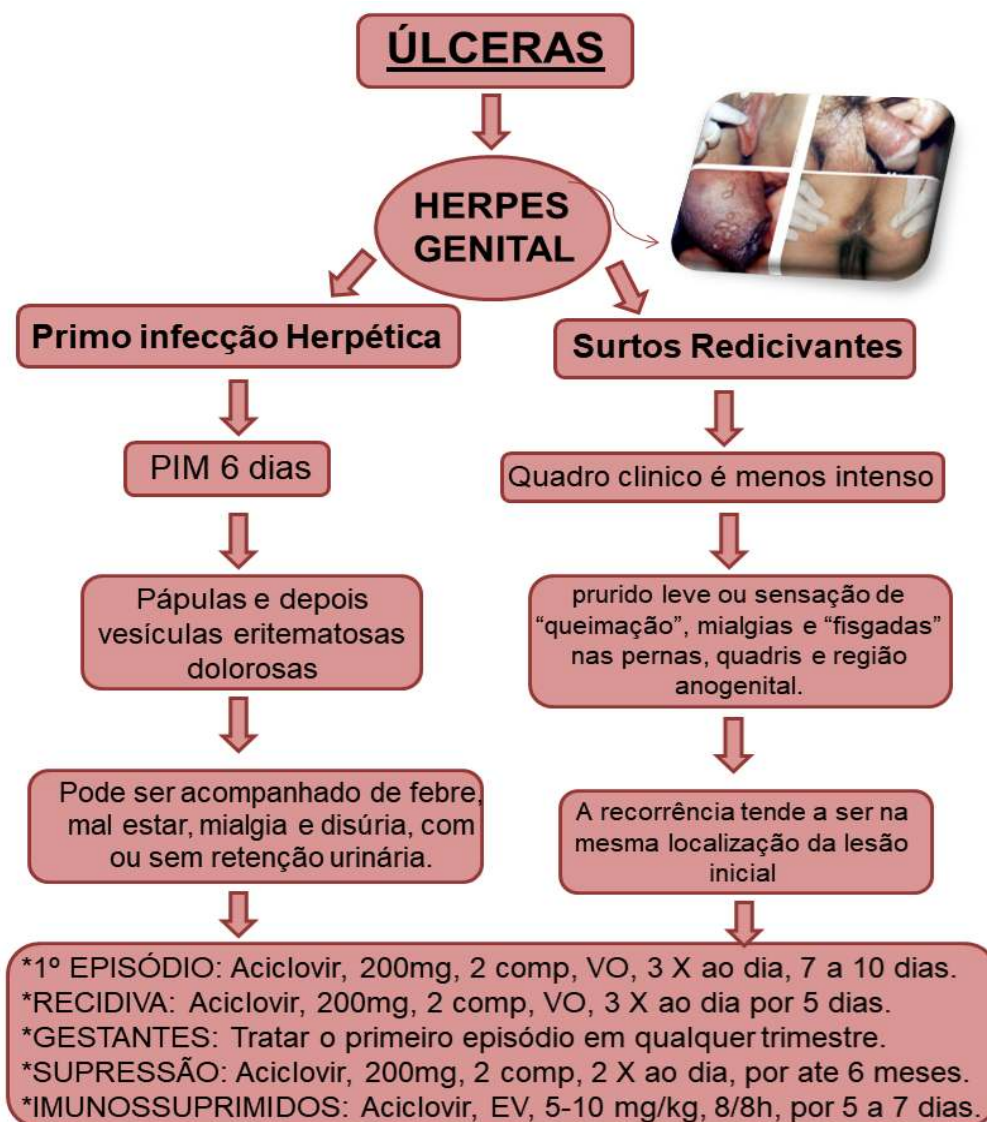 ÚLCERAS
HERPES
GENITAL
Primo infecção Herpética
Surtos Redicivantes
PIM 6 dias
Quadro clinico é menos intenso
Pápulas e depois
vesículas eritematosas
dolorosas
prurido leve ou sensação de
“queimação”, mialgias e “fisgadas”
nas pernas, quadris e região
anogenital.
Pode ser acompanhado de febre,
mal estar, mialgia e disúria, com
ou sem retenção urinária.
A recorrência tende a ser na
mesma localização da lesão
inicial
*1º EPISÓDIO: Aciclovir, 200mg, 2 comp, VO, 3 X ao dia, 7 a 10 dias.
*RECIDIVA: Aciclovir, 200mg, 2 comp, VO, 3 X ao dia por 5 dias.
*GESTANTES: Tratar o primeiro episódio em qualquer trimestre.
*SUPRESSÃO: Aciclovir, 200mg, 2 comp, 2 X ao dia, por ate 6 meses.
*IMUNOSSUPRIMIDOS: Aciclovir, EV, 5-10 mg/kg, 8/8h, por 5 a 7 dias.